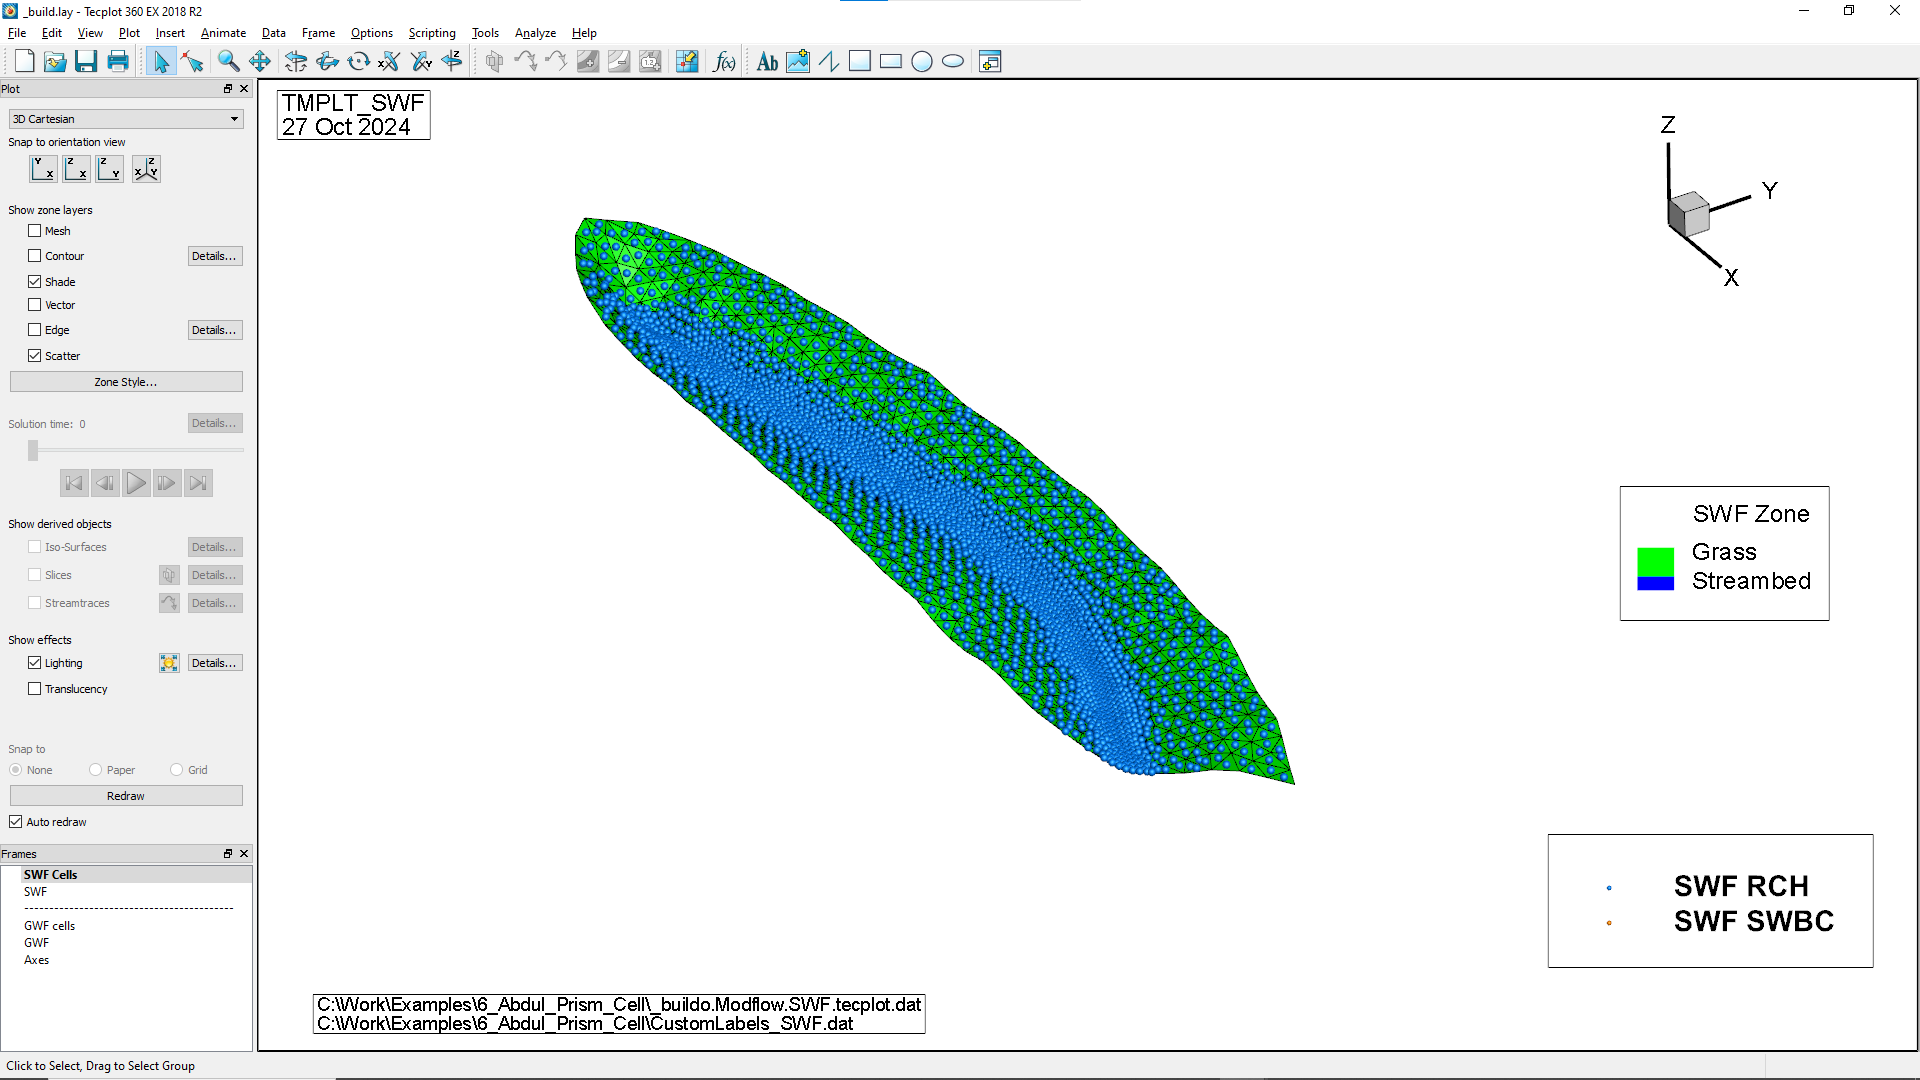 _build.lay - Tecplot 360 EX 2018 R2
File Edit View Plot Insert Animate Data Frame Options Scripting Tools Analyze Help
Plot
3D Cartesian
Snap to orientation view
Show zone layers
Mesh
Contour Details...
Shade
Vector
Edge Details...
Scatter
Zone Style...
Solution time: 0 Details...
Show derived objects
Iso-Surfaces Details...
Slices Details...
Streamtraces Details...
Show effects
Lighting Details...
Translucency
Snap to
None Paper Grid
Redraw
Auto redraw
Frames
SWF Cells
SWF
GWF cells
GWF
Axes
Click to Select, Drag to Select Group
TMPLT_SWF
27 Oct 2024
Z
Y
X
SWF Zone
Grass
Streambed
SWF RCH
SWF SWBC
C:\Work\Examples\6_Abdul_Prism_Cell\_buildo.Modflow.SWF.tecplot.dat
C:\Work\Examples\6_Abdul_Prism_Cell\CustomLabels_SWF.dat